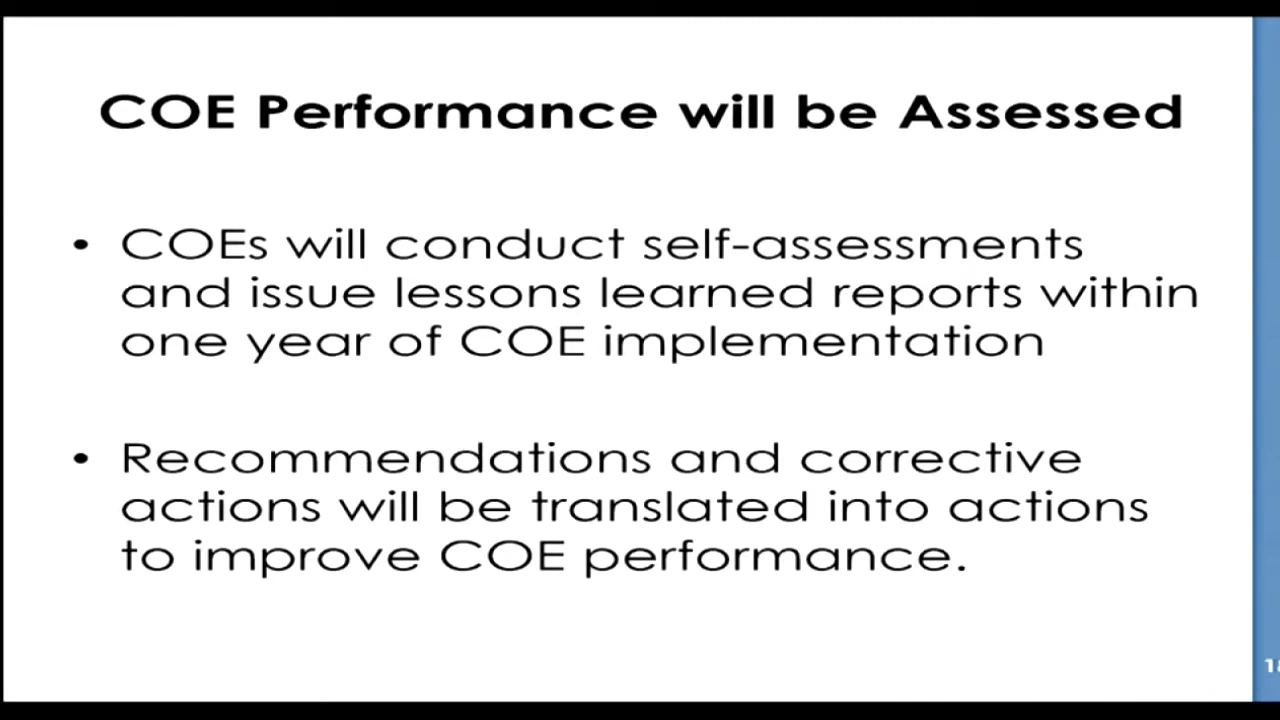 COE Performance will be Assessed
• COEs will conduct self-assessments
and issue lessons learned reports within
one year of COE implementation
• Recommendations and corrective
actions will be translated into actions
to improve COE performance.